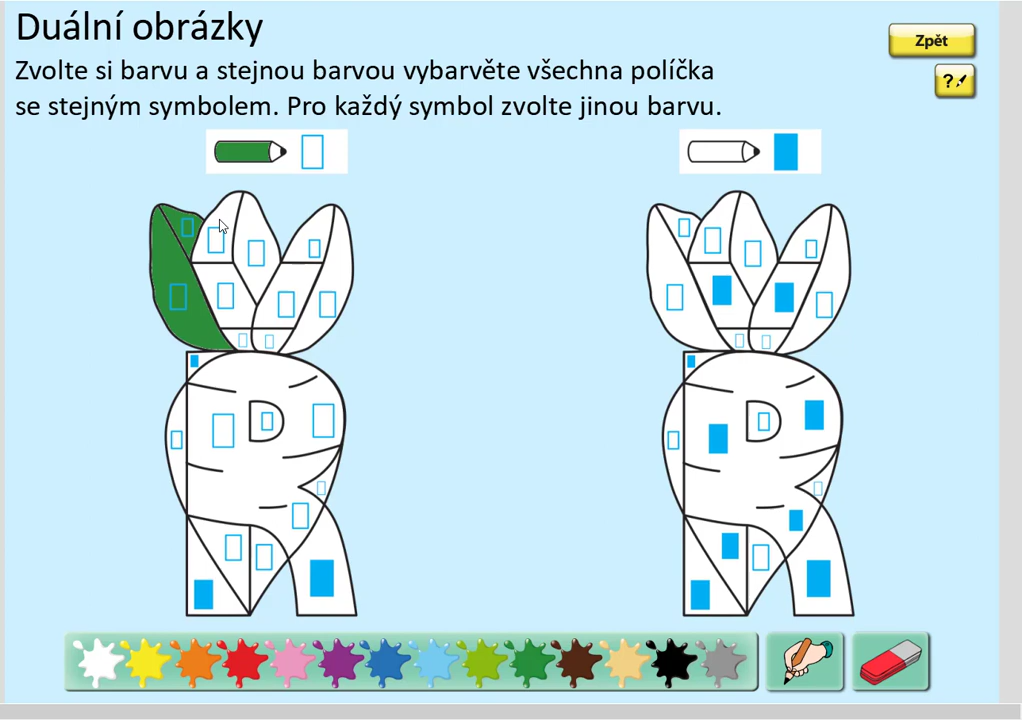 Duální obrázky
Zpět
Zvolte si barvu a stejnou barvou vybarvěte všechna políčka
?
se stejným symbolem. Pro každý symbol zvolte jinou barvu.